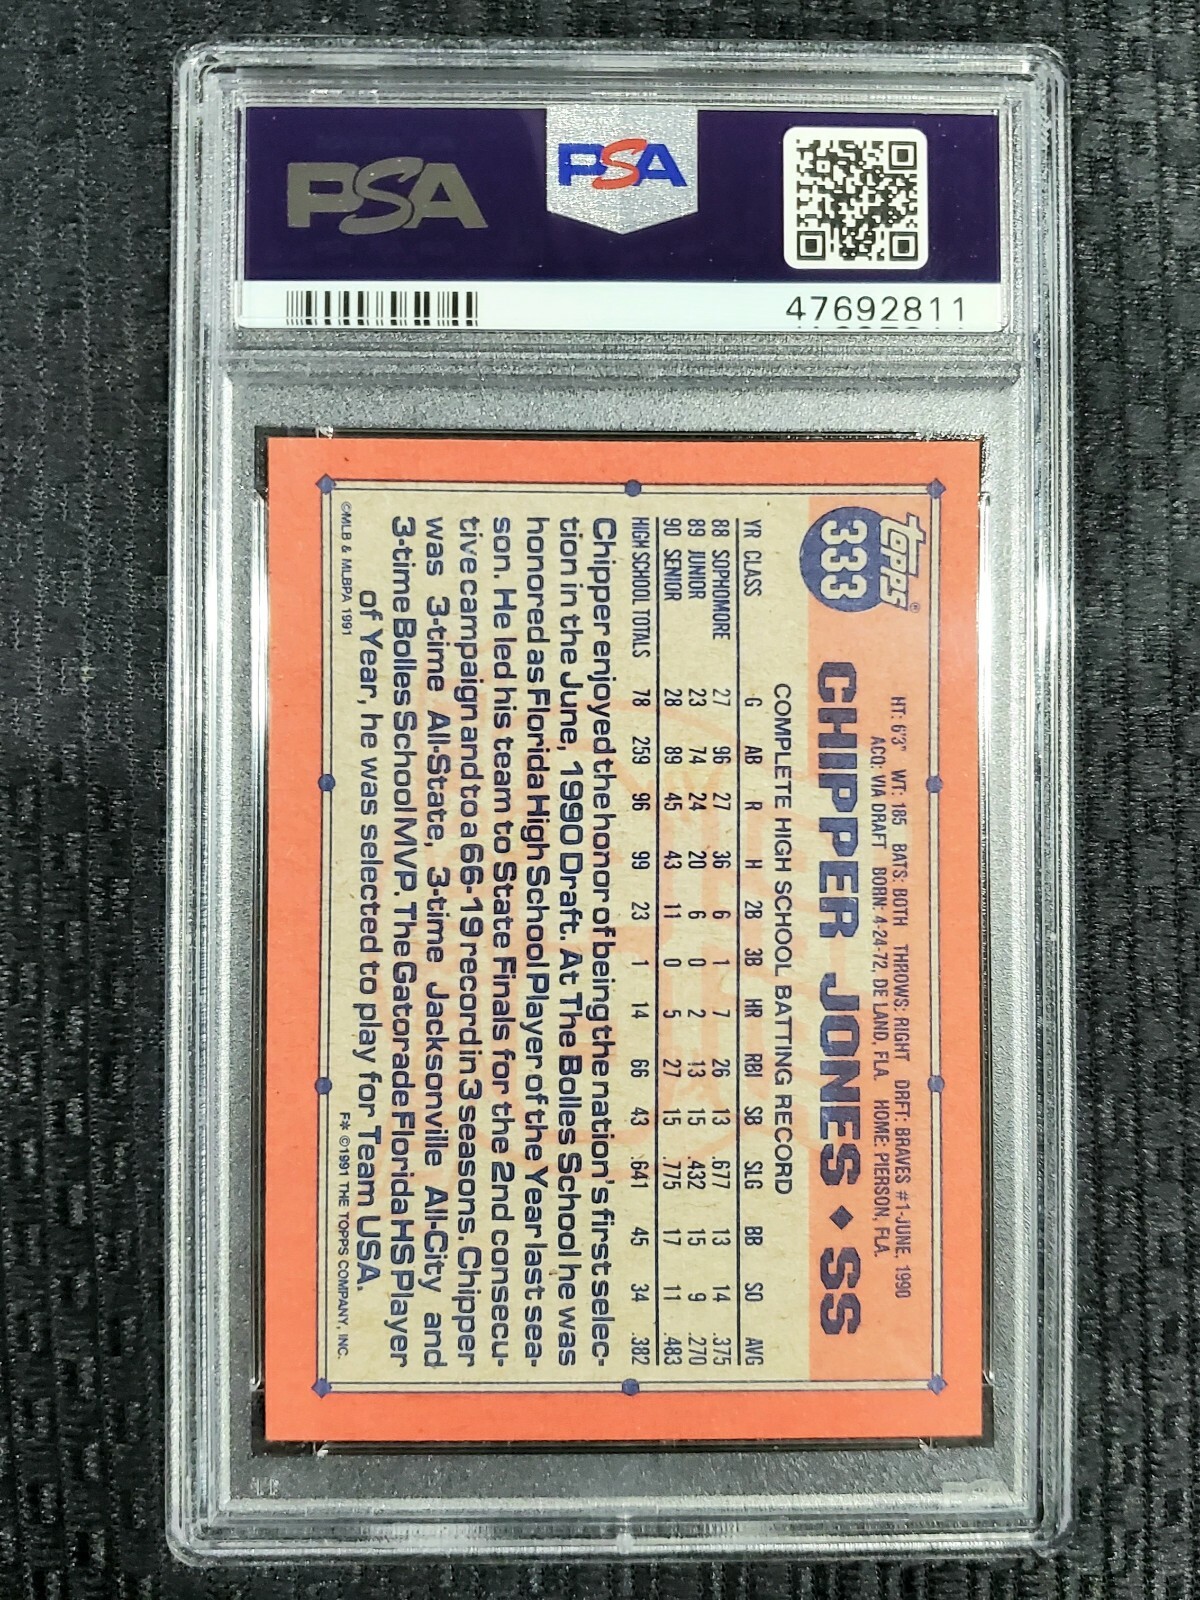 PSA
PSA
47692811
topps®
333
HT: 6'3" WT: 185 BATS: BOTH THROWS: RIGHT DRFT: BRAVES #1-JUNE, 1990
ACQ: VIA DRAFT BORN: 4-24-72, DE LAND, FLA. HOME: PIERSON, FLA.
CHIPPER JONES ♦ SS
COMPLETE HIGH SCHOOL BATTING RECORD
YR CLASS G AB R H 2B 3B HR RBI SB SLG BB SO AVG
88 SOPHOMORE 27 96 27 36 6 1 7 26 13 .677 13 14 .375
89 JUNIOR 23 74 24 20 6 0 2 13 15 .432 15 9 .270
90 SENIOR 28 89 45 43 11 0 5 27 15 .775 17 11 .483
HIGH SCHOOL TOTALS 78 259 96 99 23 1 14 66 43 .641 45 34 .382
Chipper enjoyed the honor of being the nation's first selec-
tion in the June, 1990 Draft. At The Bolles School he was
honored as Florida High School Player of the Year last sea-
son. He led his team to State Finals for the 2nd consecu-
tive campaign and to a 66-19 record in 3 seasons. Chipper
was 3-time All-State, 3-time Jacksonville All-City and
3-time Bolles School MVP. The Gatorade Florida HS Player
of Year, he was selected to play for Team USA.
©MLB & MLBPA 1991
F* ©1991 THE TOPPS COMPANY, INC.